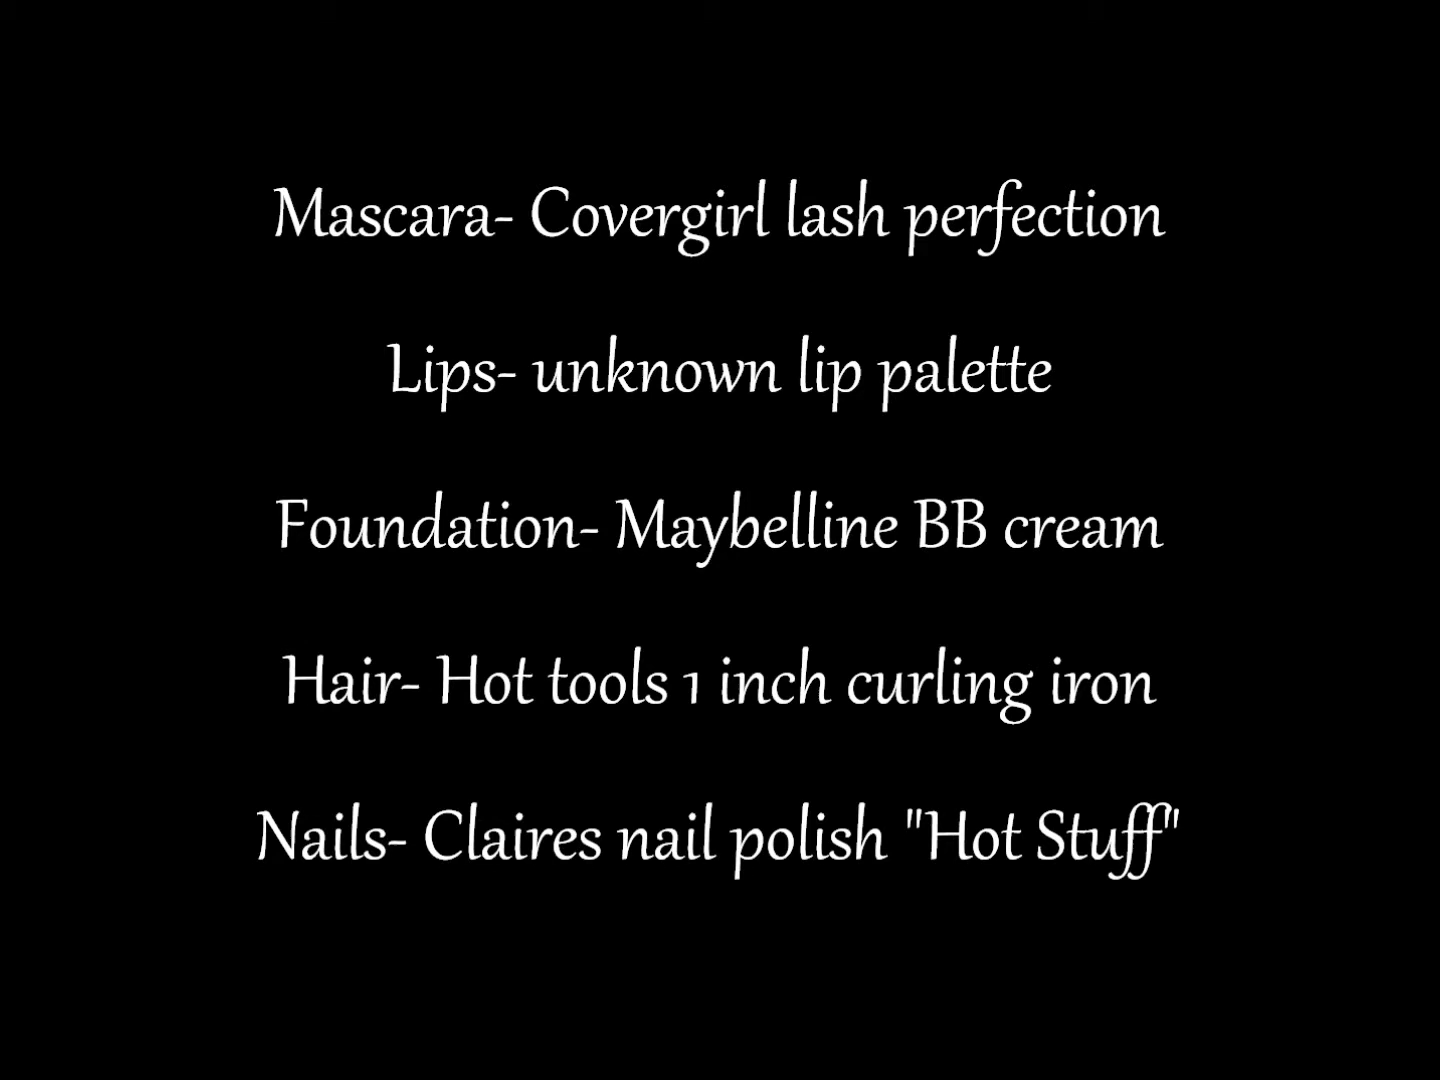 Mascara- Covergirl lash perfection
Lips- unknown lip palette
Foundation- Maybelline BB cream
Hair- Hot tools 1 inch curling iron
Nails- Claires nail polish "Hot Stuff"